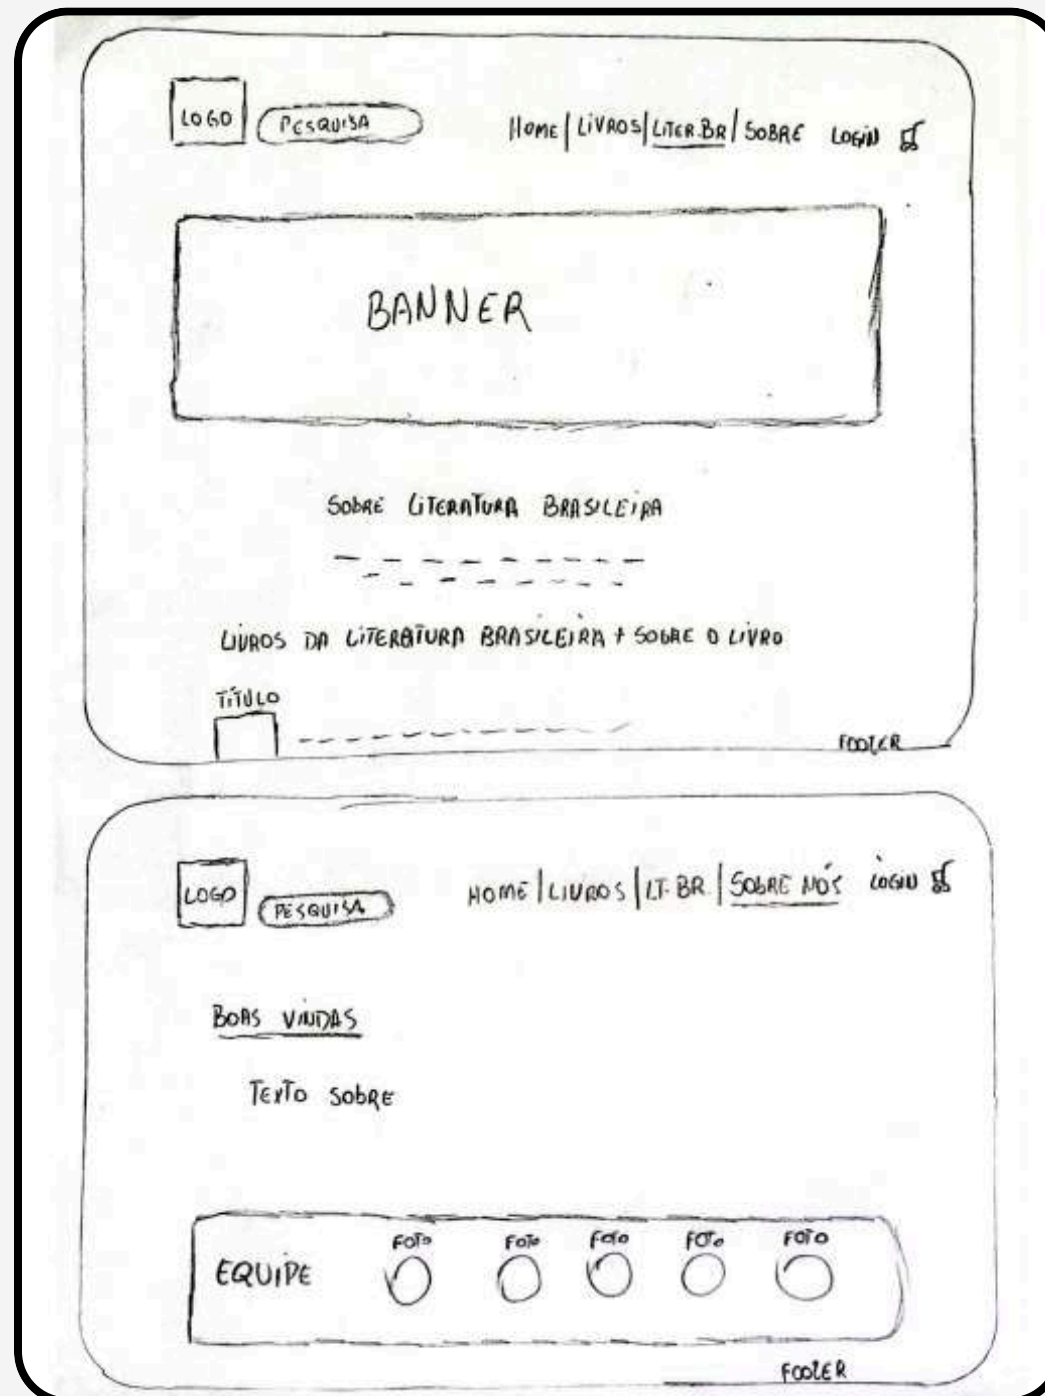 LOGO
PESQUISA
HOME | LIVROS | LITER.BR | SOBRE LOGIN
BANNER
SOBRE LITERATURA BRASILEIRA
LIVROS DA LITERATURA BRASILEIRA + SOBRE O LIVRO
TÍTULO
FOOTER
LOGO
PESQUISA
HOME | LIVROS | LT. BR. | SOBRE NÓS LOGIN
BOAS VINDAS
TEXTO SOBRE
FOTO FOTO FOTO FOTO FOTO
EQUIPE
FOOTER